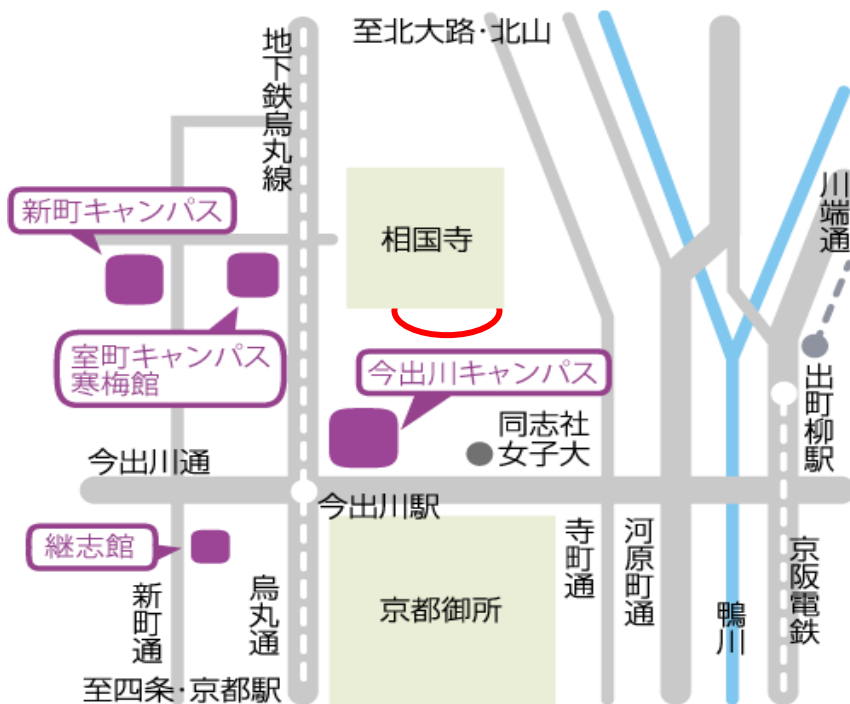 至北大路・北山
地下鉄烏丸線
川端通
新町キャンパス
相国寺
室町キャンパス
寒梅館
今出川キャンパス
出町柳駅
同志社
女子大
今出川通
今出川駅
寺町通
河原町通
継志館
京阪電鉄
新町通
烏丸通
京都御所
鴨川
至四条・京都駅